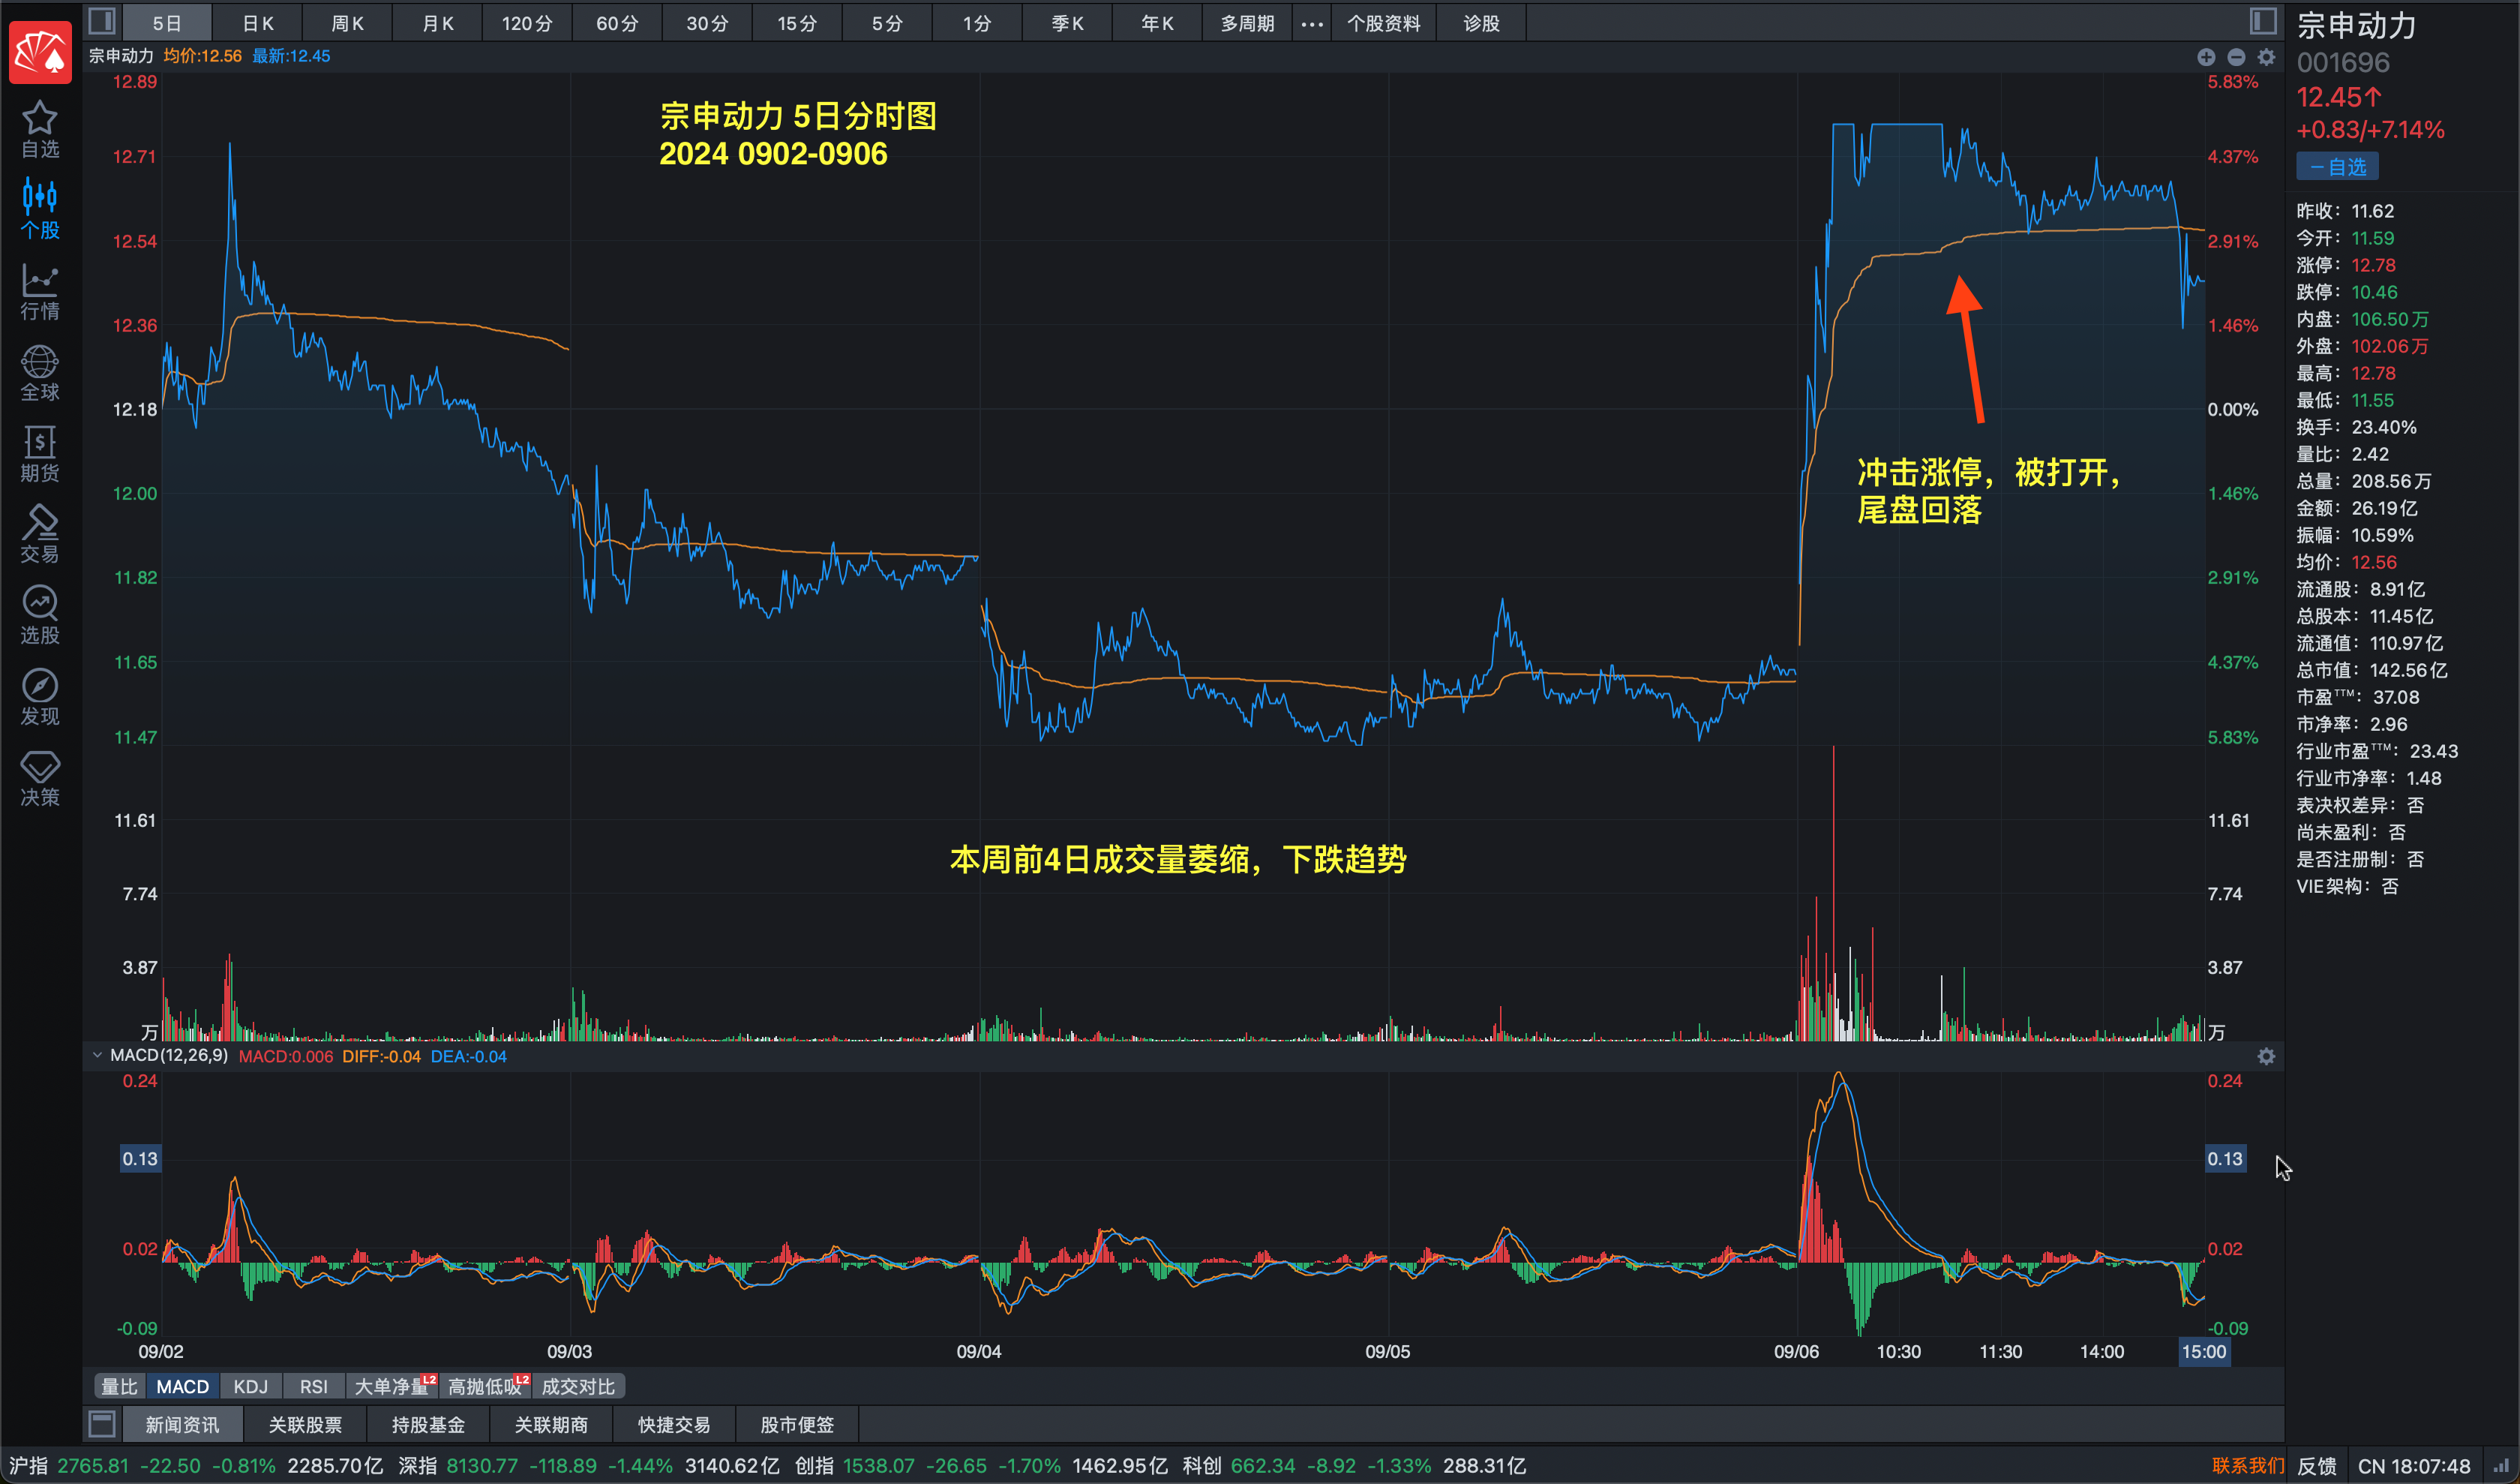 5日 日K 周K 月K 120分 60分 30分 15分 5分 1分 季K 年K 多周期 ••• 个股资料 诊股
宗申动力 均价:12.56 最新:12.45
自选
个股
行情
全球
期货
交易
选股
发现
决策
12.89
12.71
12.54
12.36
12.18
12.00
11.82
11.65
11.47
11.61
7.74
3.87
万
宗申动力 5日分时图
2024 0902-0906
冲击涨停，被打开，
尾盘回落
本周前4日成交量萎缩，下跌趋势
5.83%
4.37%
2.91%
1.46%
0.00%
1.46%
2.91%
4.37%
5.83%
11.61
7.74
3.87
万
MACD(12,26,9) MACD:0.006 DIFF:-0.04 DEA:-0.04
0.24
0.13
0.02
-0.09
0.24
0.13
0.02
-0.09
09/02 09/03 09/04 09/05 09/06 10:30 11:30 14:00 15:00
量比 MACD KDJ RSI 大单净量 L2 高抛低吸 L2 成交对比
新闻资讯 关联股票 持股基金 关联期商 快捷交易 股市便签
宗申动力
001696
12.45↑
+0.83/+7.14%
－自选
昨收：11.62
今开：11.59
涨停：12.78
跌停：10.46
内盘：106.50万
外盘：102.06万
最高：12.78
最低：11.55
换手：23.40%
量比：2.42
总量：208.56万
金额：26.19亿
振幅：10.59%
均价：12.56
流通股：8.91亿
总股本：11.45亿
流通值：110.97亿
总市值：142.56亿
市盈™：37.08
市净率：2.96
行业市盈™：23.43
行业市净率：1.48
表决权差异：否
尚未盈利：否
是否注册制：否
VIE架构：否
沪指 2765.81 -22.50 -0.81% 2285.70亿 深指 8130.77 -118.89 -1.44% 3140.62亿 创指 1538.07 -26.65 -1.70% 1462.95亿 科创 662.34 -8.92 -1.33% 288.31亿 联系我们 反馈 CN 18:07:48